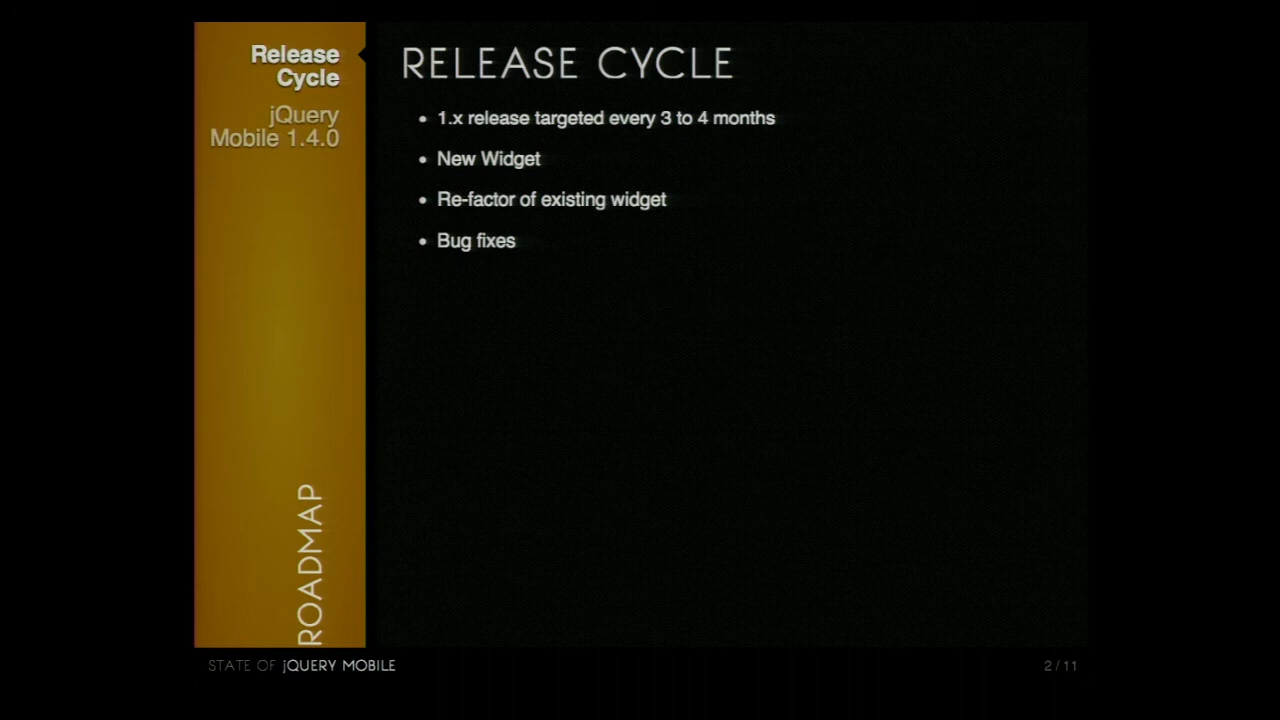 Release
Cycle
jQuery
Mobile 1.4.0
ROADMAP
RELEASE CYCLE
1.x release targeted every 3 to 4 months
New Widget
Re-factor of existing widget
Bug fixes
STATE OF jQUERY MOBILE
2/11